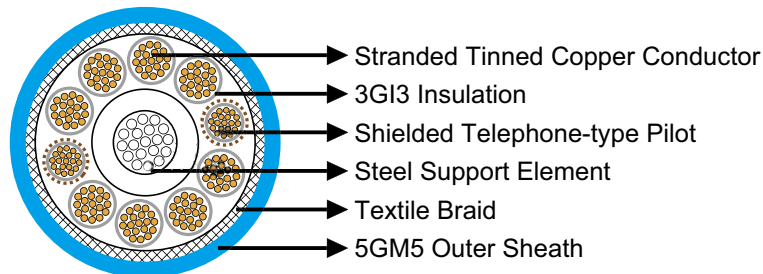 Stranded Tinned Copper Conductor
3GI3 Insulation
Shielded Telephone-type Pilot
Steel Support Element
Textile Braid
5GM5 Outer Sheath